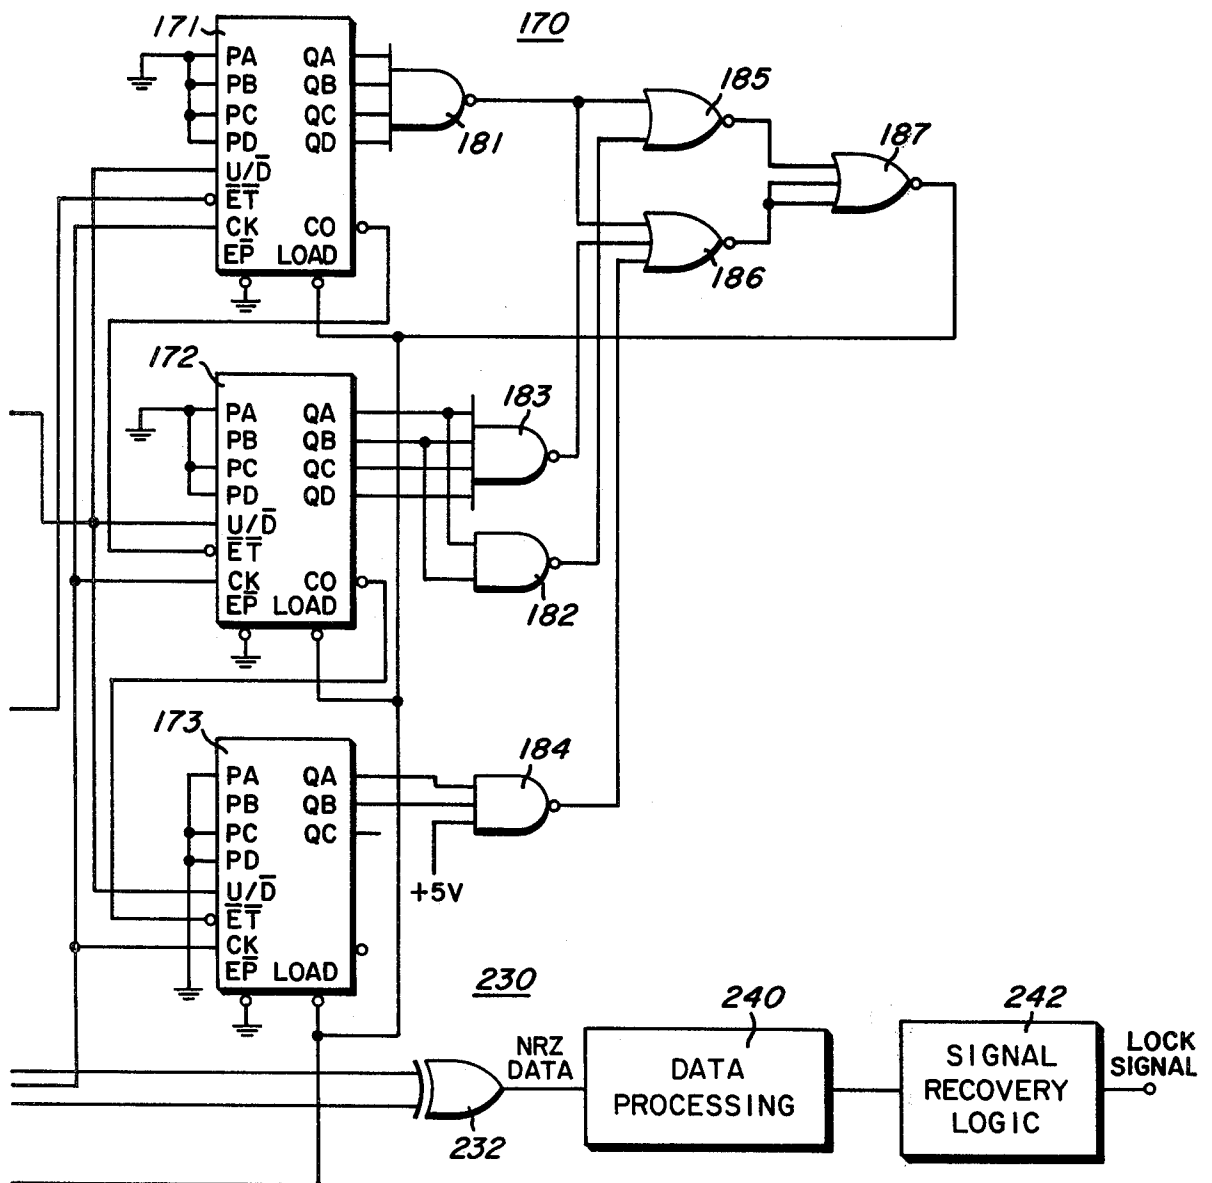 171
170
PA QA
PB QB
PC QC
PD QD
U/D̅
E̅T̅
CK CO
EP̅ LOAD
181
185
187
186
172
PA QA
PB QB
PC QC
PD QD
U/D̅
E̅T̅
CK CO
EP̅ LOAD
183
182
173
PA QA
PB QB
PC QC
PD
U/D̅
E̅T̅
CK
EP̅ LOAD
184
+5V
230
232
NRZ
DATA
240
DATA
PROCESSING
242
SIGNAL
RECOVERY
LOGIC
LOCK
SIGNAL